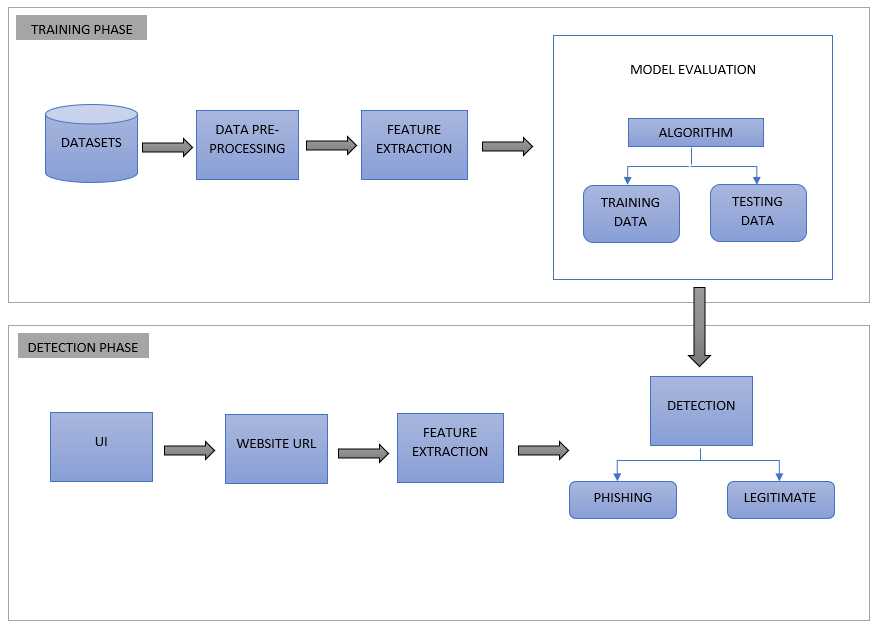 TRAINING PHASE
MODEL EVALUATION
DATASETS
DATA PRE-
PROCESSING
FEATURE
EXTRACTION
ALGORITHM
TRAINING
DATA
TESTING
DATA
DETECTION PHASE
UI
WEBSITE URL
FEATURE
EXTRACTION
DETECTION
PHISHING
LEGITIMATE